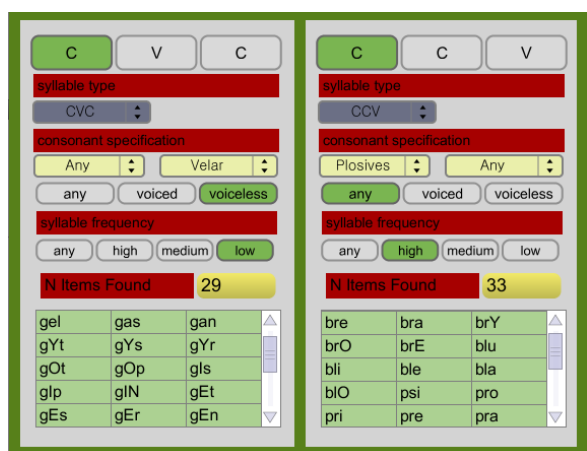 C V C
syllable type
CVC
consonant specification
Any Velar
any voiced voiceless
syllable frequency
any high medium low
N Items Found 29
gel gas gan
gYt gYs gYr
gOt gOp gIs
gIp gIN gEt
gEs gEr gEn
C C V
syllable type
CCV
consonant specification
Plosives Any
any voiced voiceless
syllable frequency
any high medium low
N Items Found 33
bre bra brY
brO brE blu
bli ble bla
blO psi pro
pri pre pra